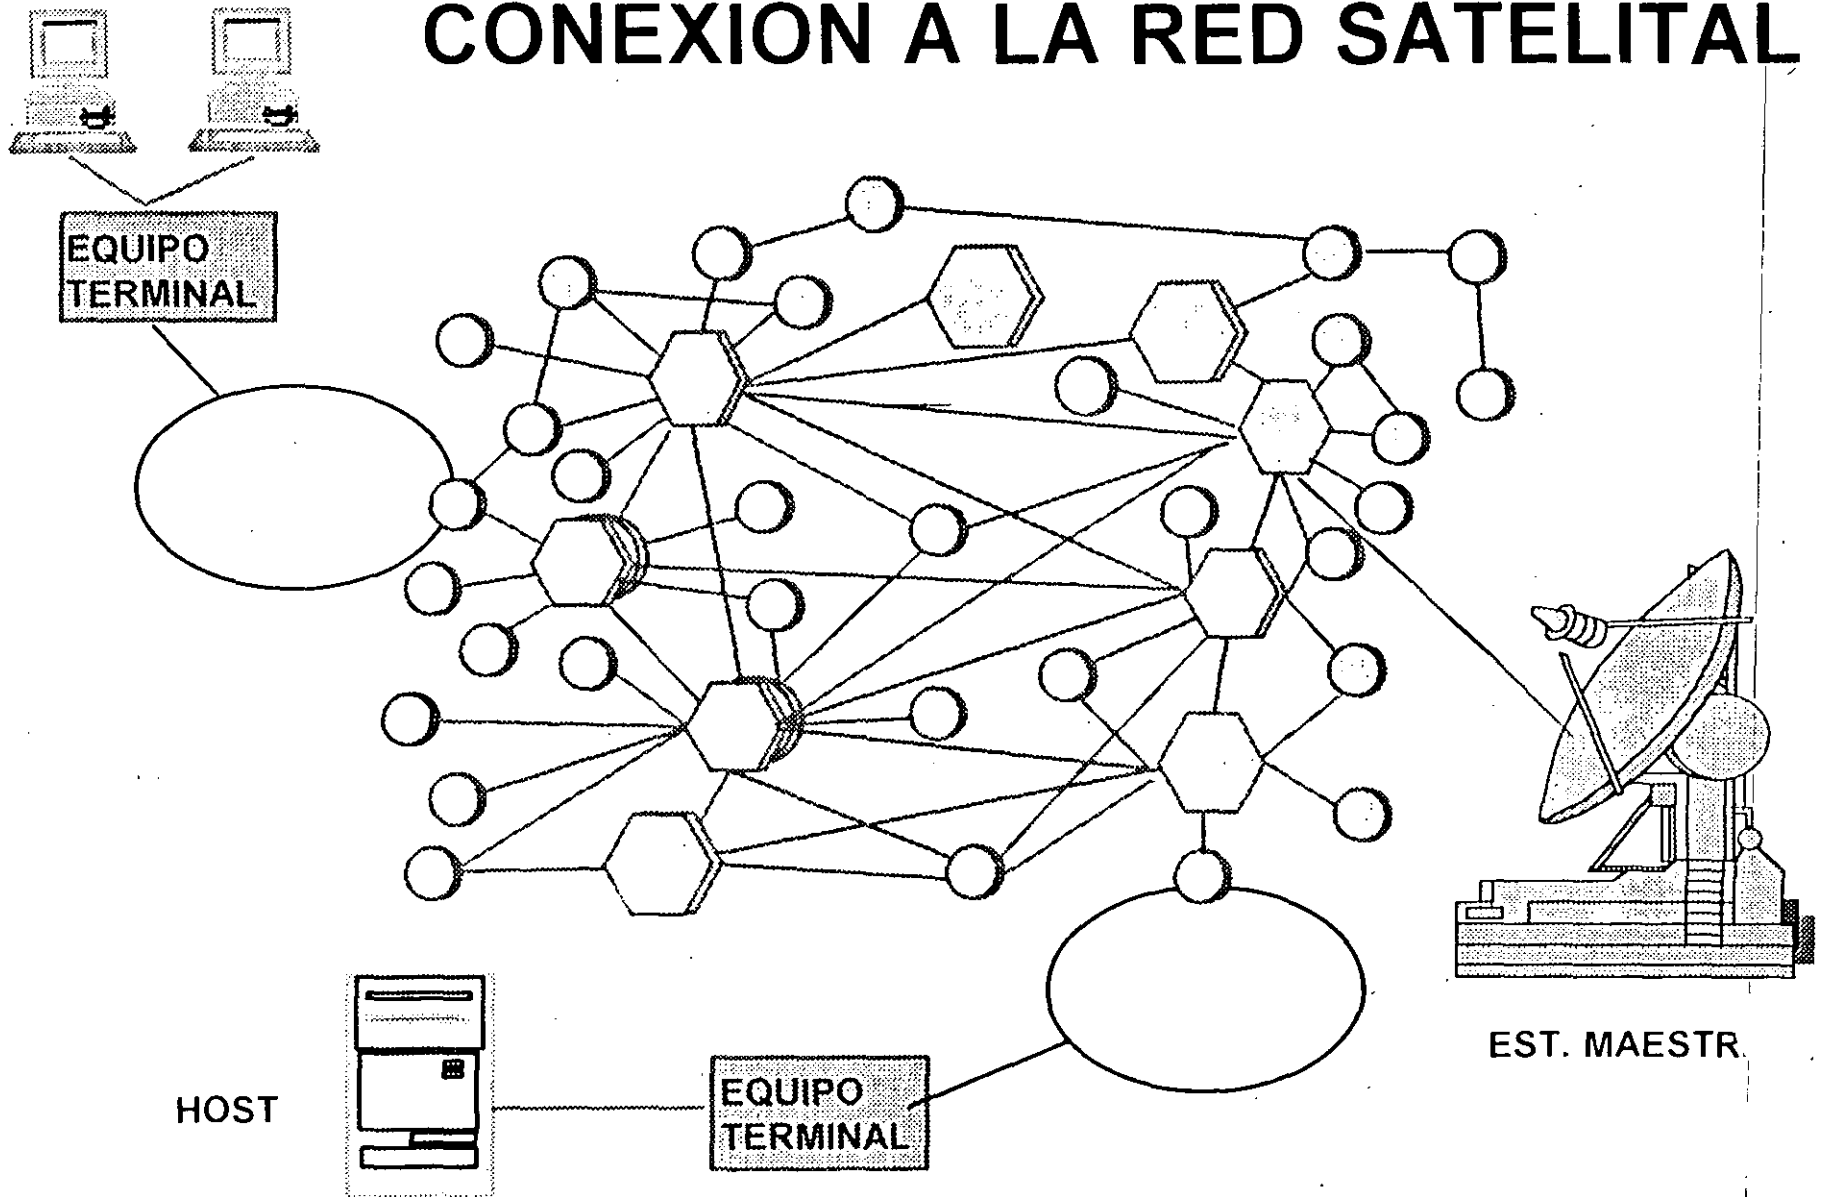 CONEXION A LA RED SATELITAL
EQUIPO
TERMINAL
EST. MAESTR
HOST
EQUIPO
TERMINAL